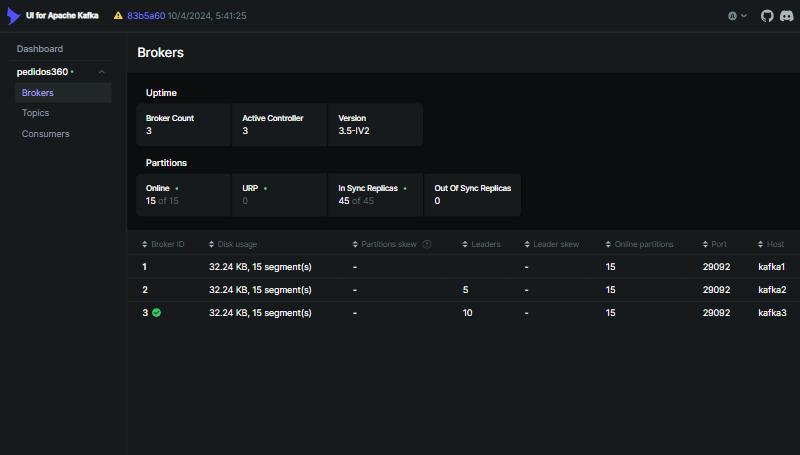 UI for Apache Kafka 83b5a60 10/4/2024, 5:41:25 A
Dashboard
pedidos360
Brokers
Topics
Consumers
Brokers
Uptime
Broker Count Active Controller Version
3 3 3.5-IV2
Partitions
Online URP In Sync Replicas Out Of Sync Replicas
15 of 15 0 45 of 45 0
Broker ID Disk usage Partitions skew Leaders Leader skew Online partitions Port Host
1 32.24 KB, 15 segment(s) - - 15 29092 kafka1
2 32.24 KB, 15 segment(s) - 5 - 15 29092 kafka2
3 32.24 KB, 15 segment(s) - 10 - 15 29092 kafka3